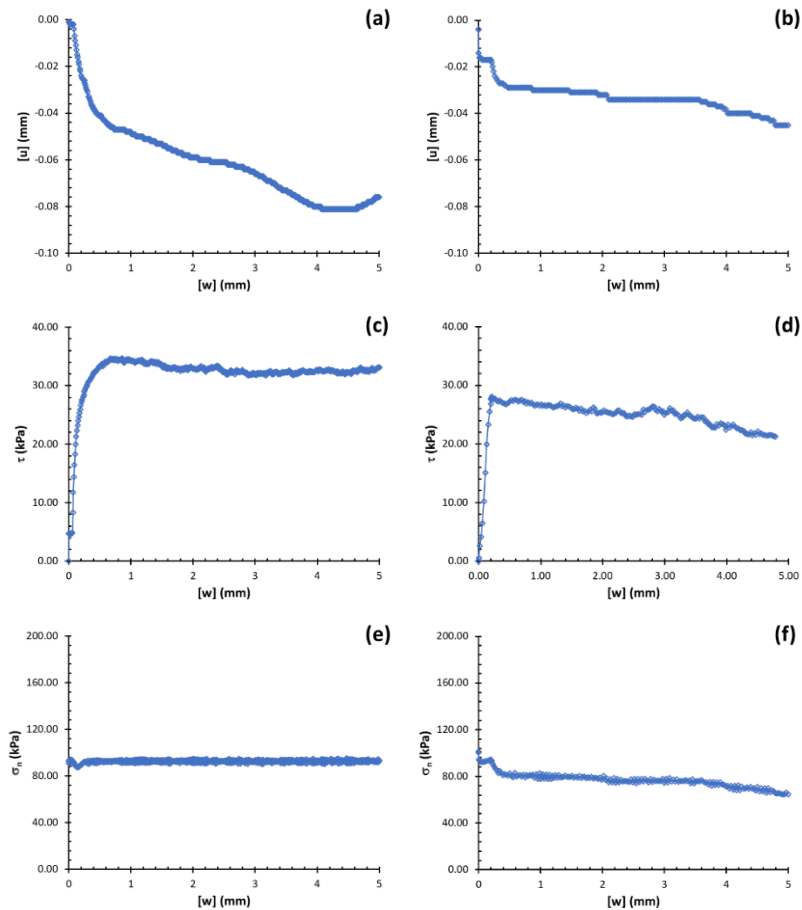 (a)
0.00
-0.02
-0.04
-0.06
-0.08
-0.10
[u] (mm)
0 1 2 3 4 5
[w] (mm)
(b)
0.00
-0.02
-0.04
-0.06
-0.08
-0.10
[u] (mm)
0 1 2 3 4 5
[w] (mm)
(c)
40.00
30.00
20.00
10.00
0.00
τ (kPa)
0 1 2 3 4 5
[w] (mm)
(d)
40.00
30.00
20.00
10.00
0.00
τ (kPa)
0.00 1.00 2.00 3.00 4.00 5.00
[w] (mm)
(e)
200.00
160.00
120.00
80.00
40.00
0.00
σn (kPa)
0 1 2 3 4 5
[w] (mm)
(f)
200.00
160.00
120.00
80.00
40.00
0.00
σn (kPa)
0 1 2 3 4 5
[w] (mm)